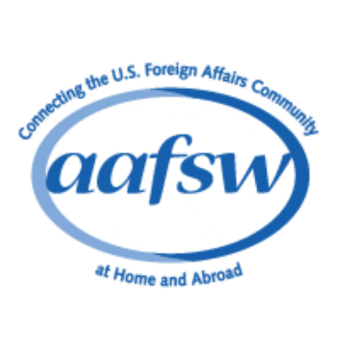 Connecting the U.S. Foreign Affairs Community
aafsw
at Home and Abroad